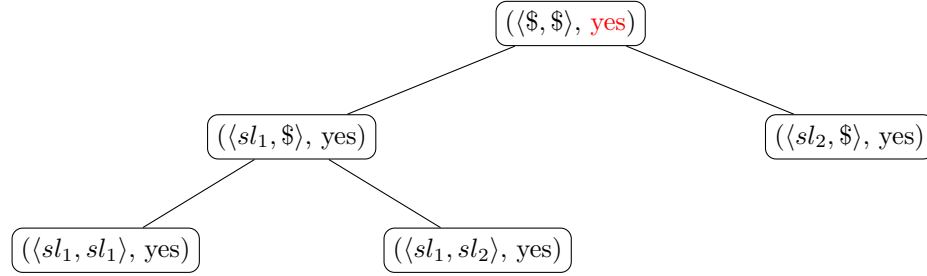 (⟨$, $⟩, yes)
(⟨sl₁, $⟩, yes) (⟨sl₂, $⟩, yes)
(⟨sl₁, sl₁⟩, yes) (⟨sl₁, sl₂⟩, yes)